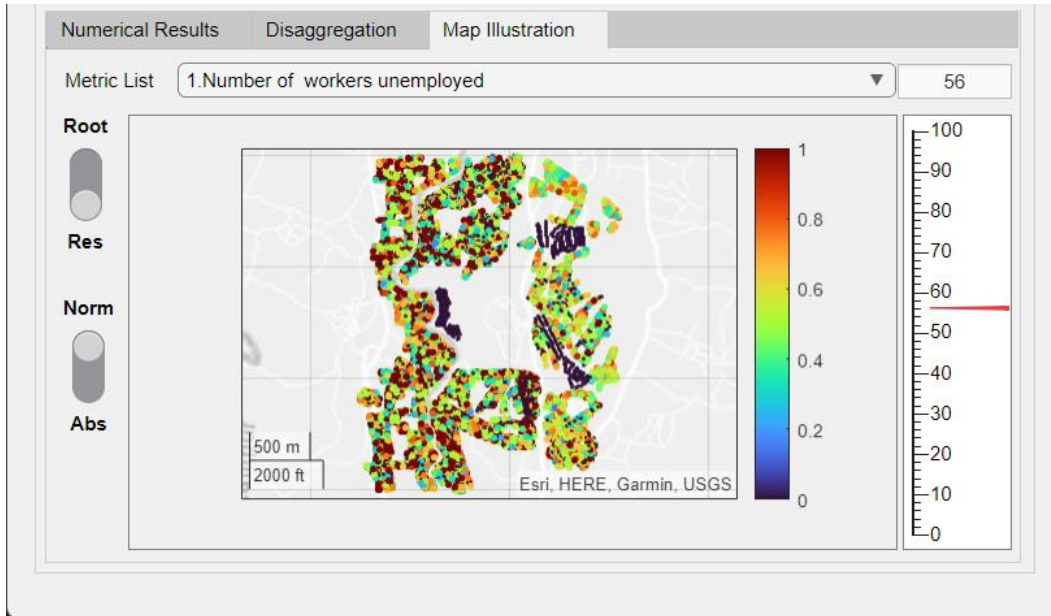 Numerical Results Disaggregation Map Illustration
Metric List 1.Number of workers unemployed 56
Root
Res
Norm
Abs
500 m
2000 ft
Esri, HERE, Garmin, USGS
1
0.8
0.6
0.4
0.2
0
100
90
80
70
60
50
40
30
20
10
0